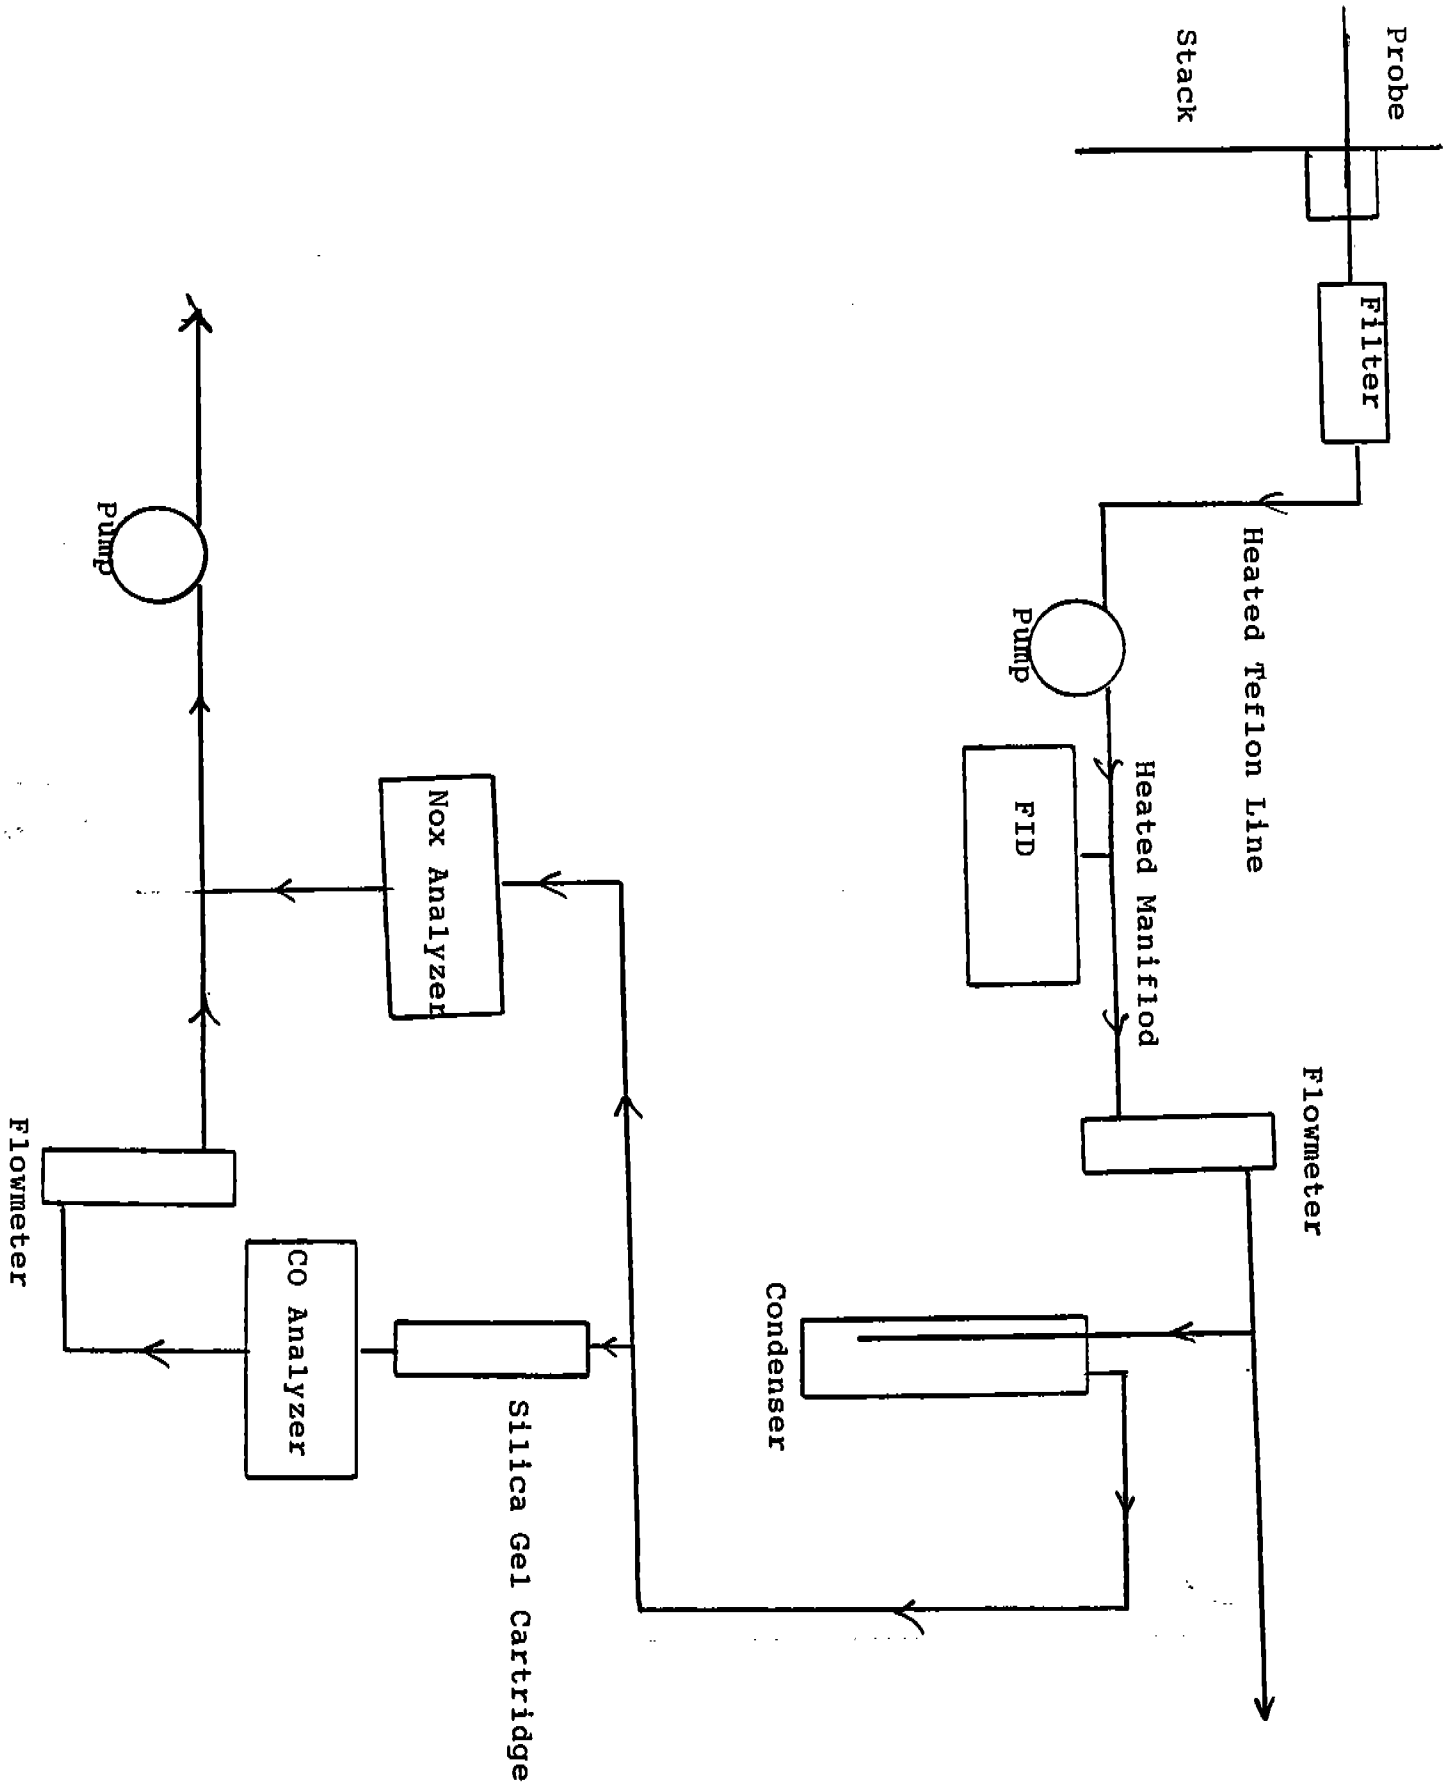 Probe
Stack
Filter
Heated Teflon Line
Pump
Heated Maniflod
FID
Flowmeter
Condenser
Nox Analyzer
Silica Gel Cartridge
CO Analyzer
Pump
Flowmeter